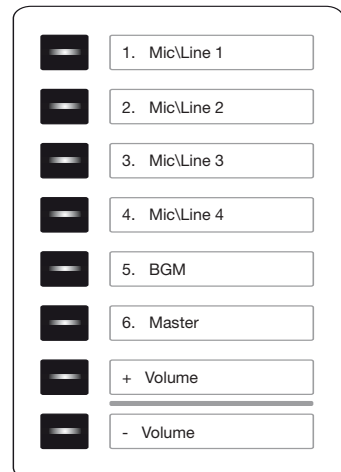 1. Mic\Line 1
2. Mic\Line 2
3. Mic\Line 3
4. Mic\Line 4
5. BGM
6. Master
+ Volume
- Volume